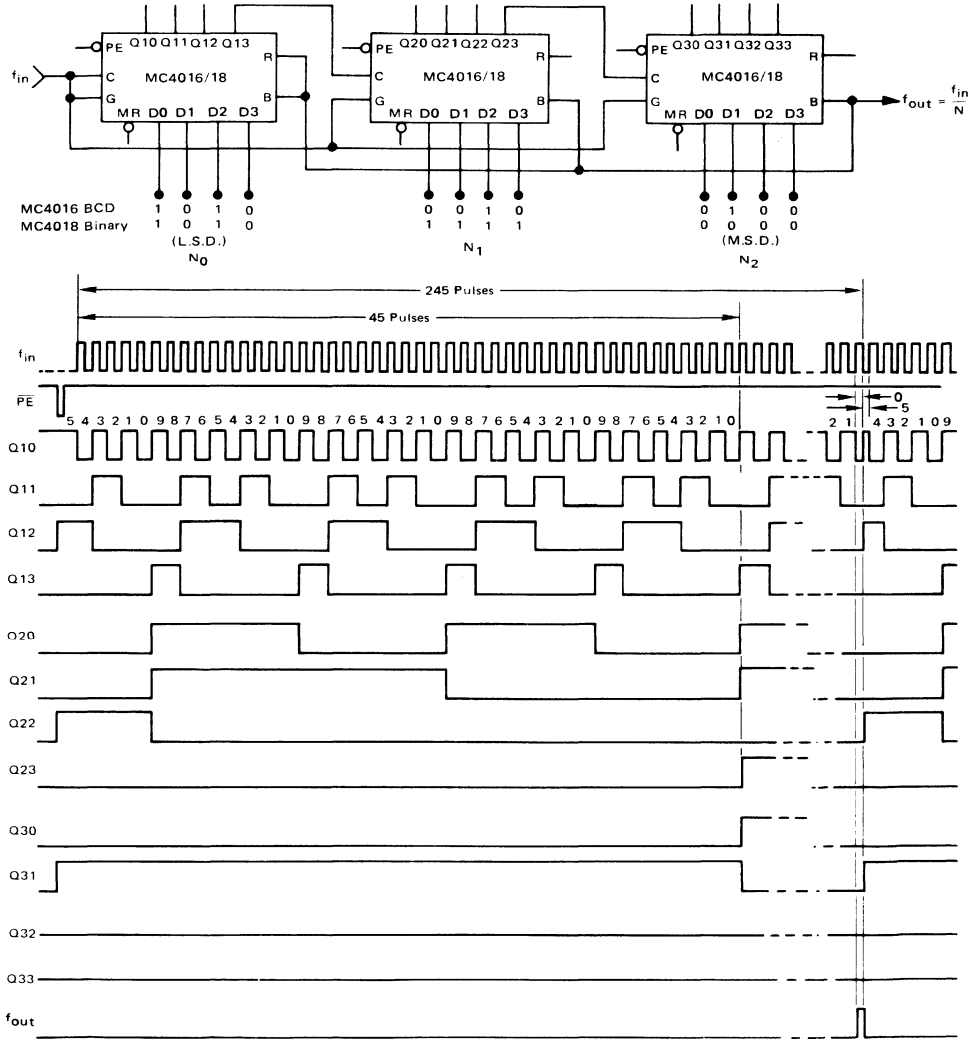 PE Q10 Q11 Q12 Q13 R
PE Q20 Q21 Q22 Q23 R
PE Q30 Q31 Q32 Q33 R
fin C MC4016/18
C MC4016/18
C MC4016/18
G B
G B
G B fout = fin/N
MR D0 D1 D2 D3
MR D0 D1 D2 D3
MR D0 D1 D2 D3
MC4016 BCD 1 0 1 0 0 0 1 0 0 1 0 0
MC4018 Binary 1 0 1 0 1 1 1 1 0 0 0 0
(L.S.D.) (M.S.D.)
N0 N1 N2
245 Pulses
45 Pulses
fin
PE 0
5
5 4 3 2 1 0 9 8 7 6 5 4 3 2 1 0 9 8 7 6 5 4 3 2 1 0 9 8 7 6 5 4 3 2 1 0 9 8 7 6 5 4 3 2 1 0 2 1 4 3 2 1 0 9
Q10
Q11
Q12
Q13
Q20
Q21
Q22
Q23
Q30
Q31
Q32
Q33
fout